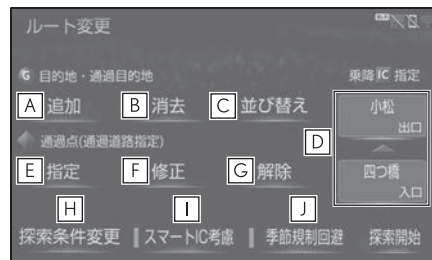 ルート変更
G 目的地・通過目的地 乗降IC 指定
A 追加 B 消去 C 並び替え
小松
出口
D
通過点(通過道路指定)
E 指定 F 修正 G 解除
四つ橋
入口
H I J
探索条件変更 スマートIC考慮 季節規制回避 探索開始